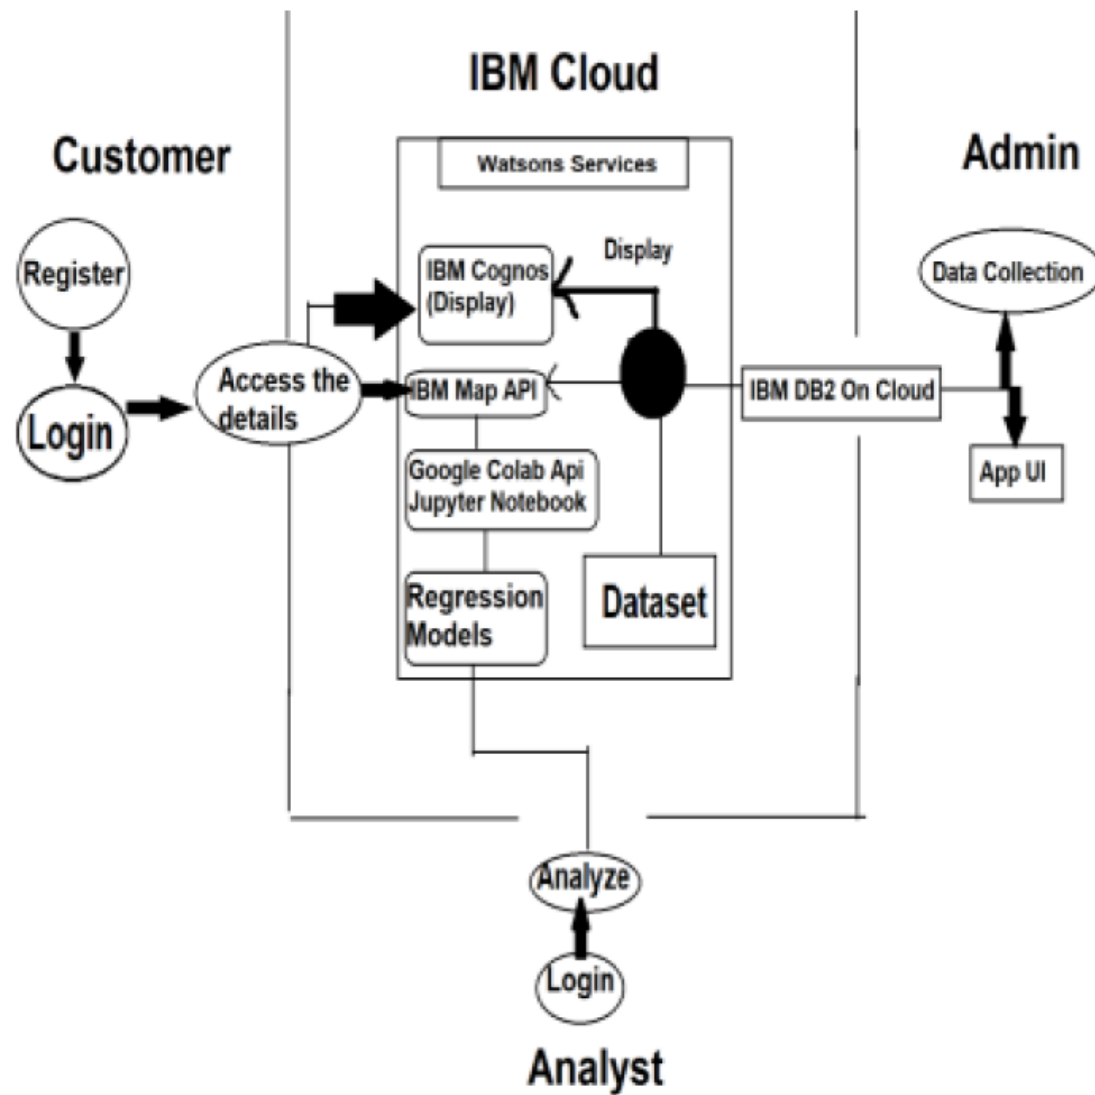 IBM Cloud
Customer
Admin
Watsons Services
Register
IBM Cognos
(Display)
Display
Data Collection
Login
Access the
details
IBM Map API
IBM DB2 On Cloud
App UI
Google Colab Api
Jupyter Notebook
Regression
Models
Dataset
Analyze
Login
Analyst